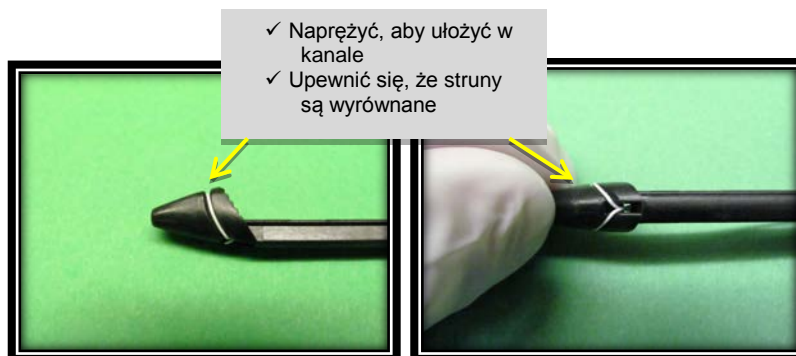 ✓ Naprężyć, aby ułożyć w
kanale
✓ Upewnić się, że struny
są wyrównane